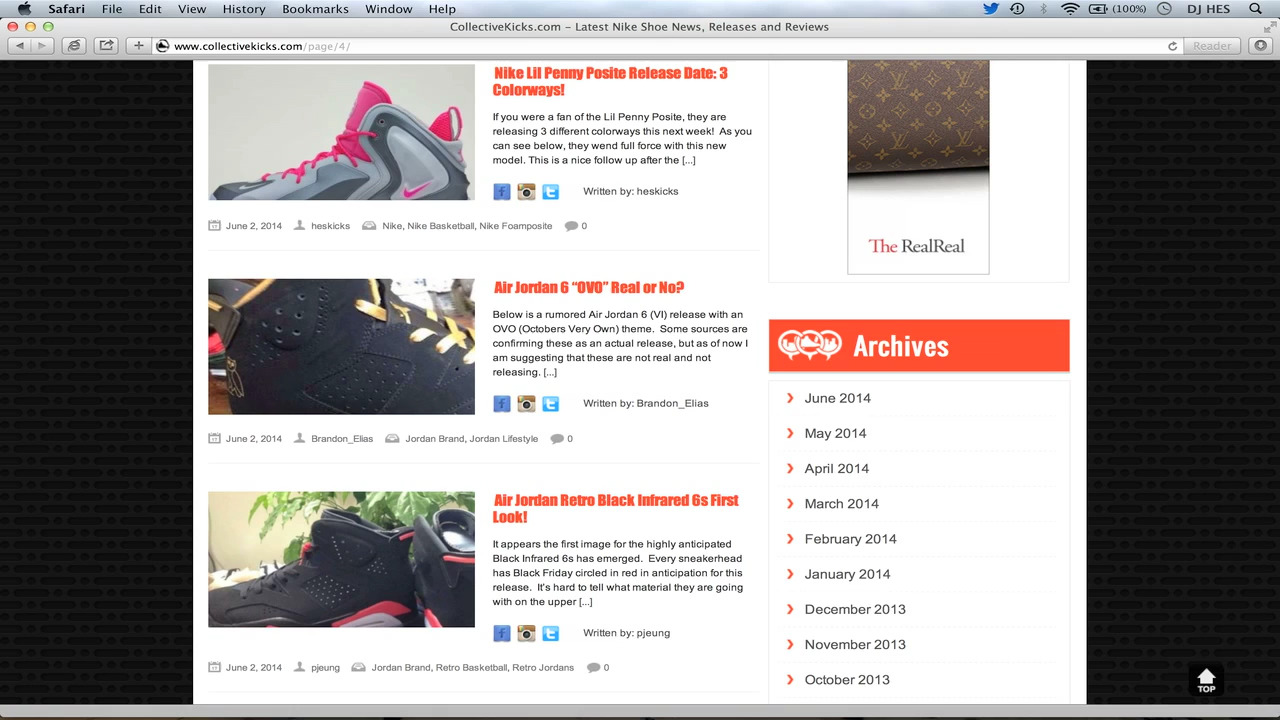 Safari File Edit View History Bookmarks Window Help (100%) DJ HES
CollectiveKicks.com – Latest Nike Shoe News, Releases and Reviews
www.collectivekicks.com/page/4/ Reader
Nike Lil Penny Posite Release Date: 3
Colorways!
If you were a fan of the Lil Penny Posite, they are
releasing 3 different colorways this next week! As you
can see below, they wend full force with this new
model. This is a nice follow up after the [...]
Written by: heskicks
June 2, 2014 heskicks Nike, Nike Basketball, Nike Foamposite 0
Air Jordan 6 “OVO” Real or No?
Below is a rumored Air Jordan 6 (VI) release with an
OVO (Octobers Very Own) theme. Some sources are
confirming these as an actual release, but as of now I
am suggesting that these are not real and not
releasing. [...]
Written by: Brandon_Elias
June 2, 2014 Brandon_Elias Jordan Brand, Jordan Lifestyle 0
Air Jordan Retro Black Infrared 6s First
Look!
It appears the first image for the highly anticipated
Black Infrared 6s has emerged. Every sneakerhead
has Black Friday circled in red in anticipation for this
release. It's hard to tell what material they are going
with on the upper [...]
Written by: pjeung
June 2, 2014 pjeung Jordan Brand, Retro Basketball, Retro Jordans 0
The RealReal
Archives
June 2014
May 2014
April 2014
March 2014
February 2014
January 2014
December 2013
November 2013
October 2013
TOP